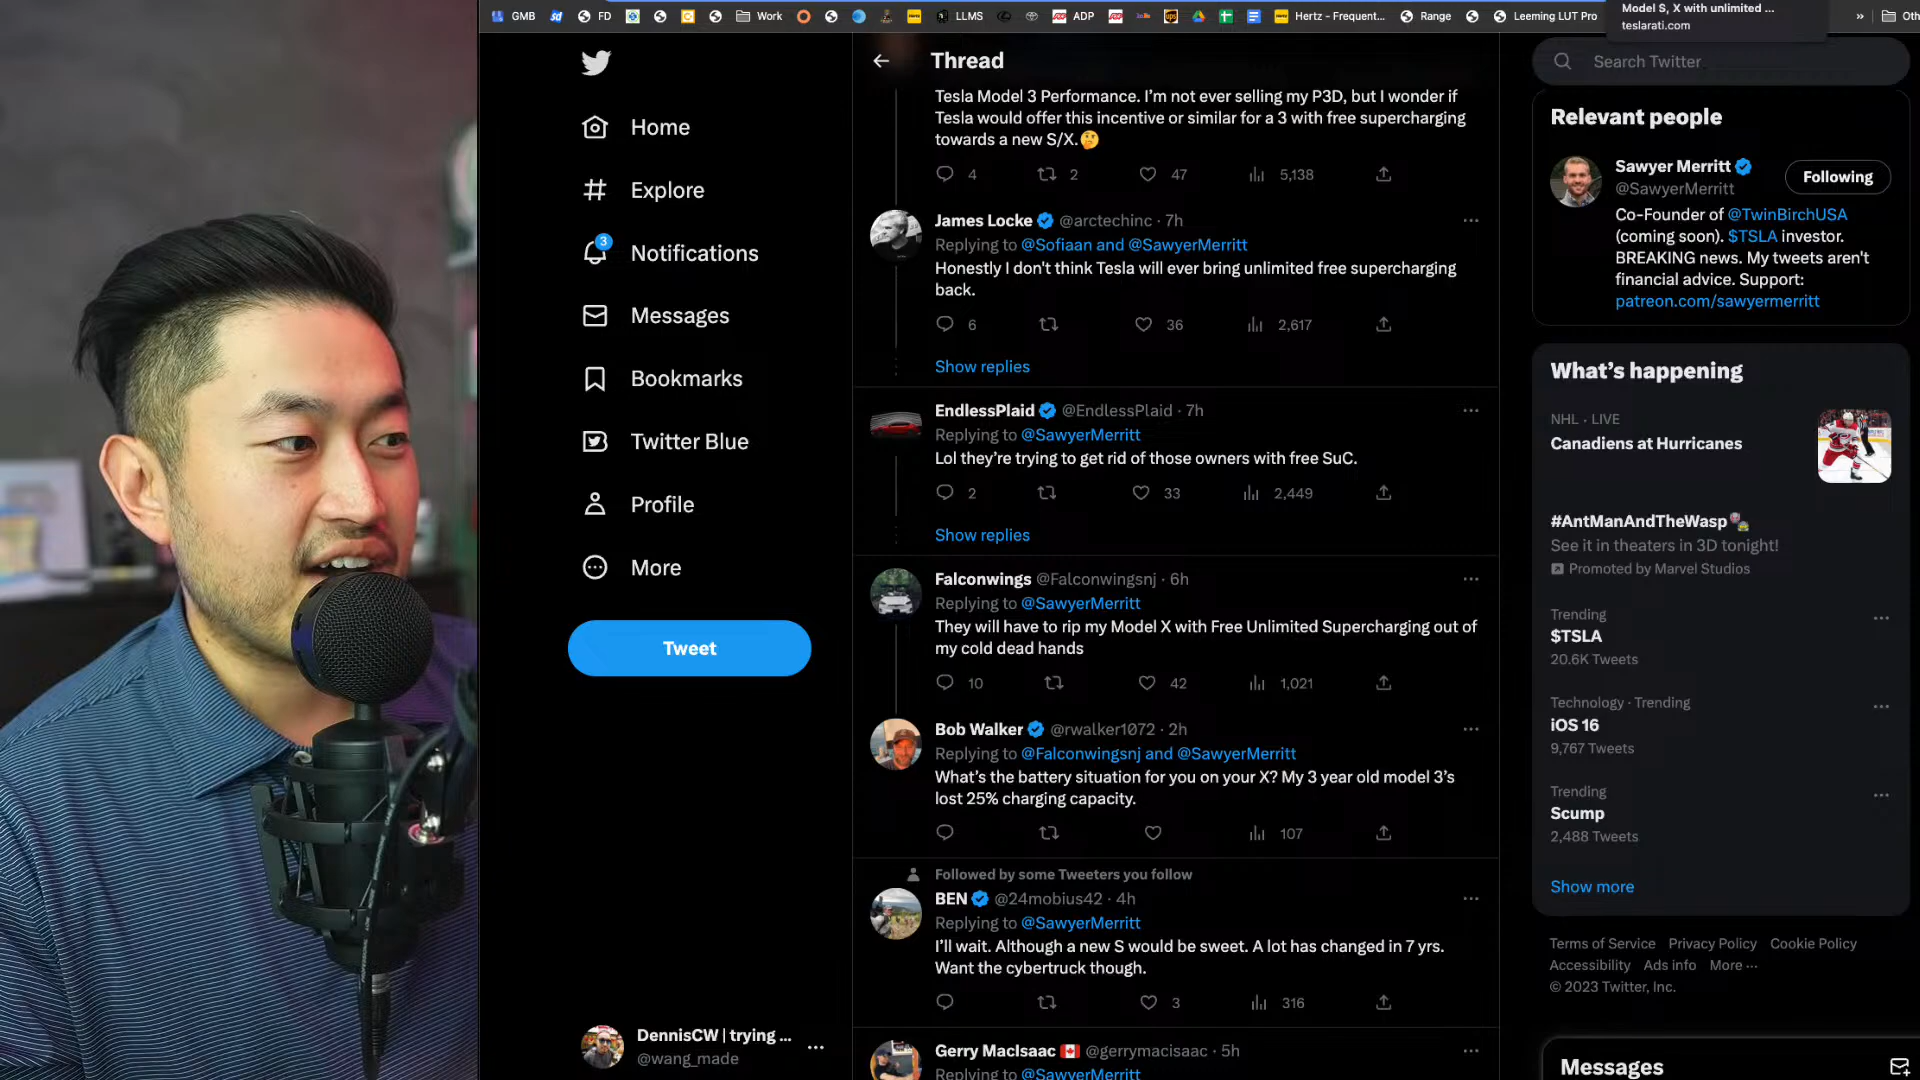 GMB
FD
Work
LLMS
ADP
Hertz - Frequent...
Range
Leeming LUT Pro
Model S, X with unlimited ...
teslarati.com
»
Oth
Home
Explore
3
Notifications
Messages
Bookmarks
Twitter Blue
Profile
More
Tweet
DennisCW | trying ...
@wang_made
Thread
Tesla Model 3 Performance. I'm not ever selling my P3D, but I wonder if
Tesla would offer this incentive or similar for a 3 with free supercharging
towards a new S/X.🤔
4 2 47 5,138
James Locke @arctechinc · 7h
Replying to @Sofiaan and @SawyerMerritt
Honestly I don't think Tesla will ever bring unlimited free supercharging
back.
6 36 2,617
Show replies
EndlessPlaid @EndlessPlaid · 7h
Replying to @SawyerMerritt
Lol they're trying to get rid of those owners with free SuC.
2 33 2,449
Show replies
Falconwings @Falconwingsnj · 6h
Replying to @SawyerMerritt
They will have to rip my Model X with Free Unlimited Supercharging out of
my cold dead hands
10 42 1,021
Bob Walker @rwalker1072 · 2h
Replying to @Falconwingsnj and @SawyerMerritt
What's the battery situation for you on your X? My 3 year old model 3's
lost 25% charging capacity.
107
Followed by some Tweeters you follow
BEN @24mobius42 · 4h
Replying to @SawyerMerritt
I'll wait. Although a new S would be sweet. A lot has changed in 7 yrs.
Want the cybertruck though.
3 316
Gerry MacIsaac 🇨🇦 @gerrymacisaac · 5h
Replying to @SawyerMerritt
Search Twitter
Relevant people
Sawyer Merritt
@SawyerMerritt
Following
Co-Founder of @TwinBirchUSA
(coming soon). $TSLA investor.
BREAKING news. My tweets aren't
financial advice. Support:
patreon.com/sawyermerritt
What's happening
NHL · LIVE
Canadiens at Hurricanes
#AntManAndTheWasp
See it in theaters in 3D tonight!
Promoted by Marvel Studios
Trending
$TSLA
20.6K Tweets
Technology · Trending
iOS 16
9,767 Tweets
Trending
Scump
2,488 Tweets
Show more
Terms of Service Privacy Policy Cookie Policy
Accessibility Ads info More ···
© 2023 Twitter, Inc.
Messages